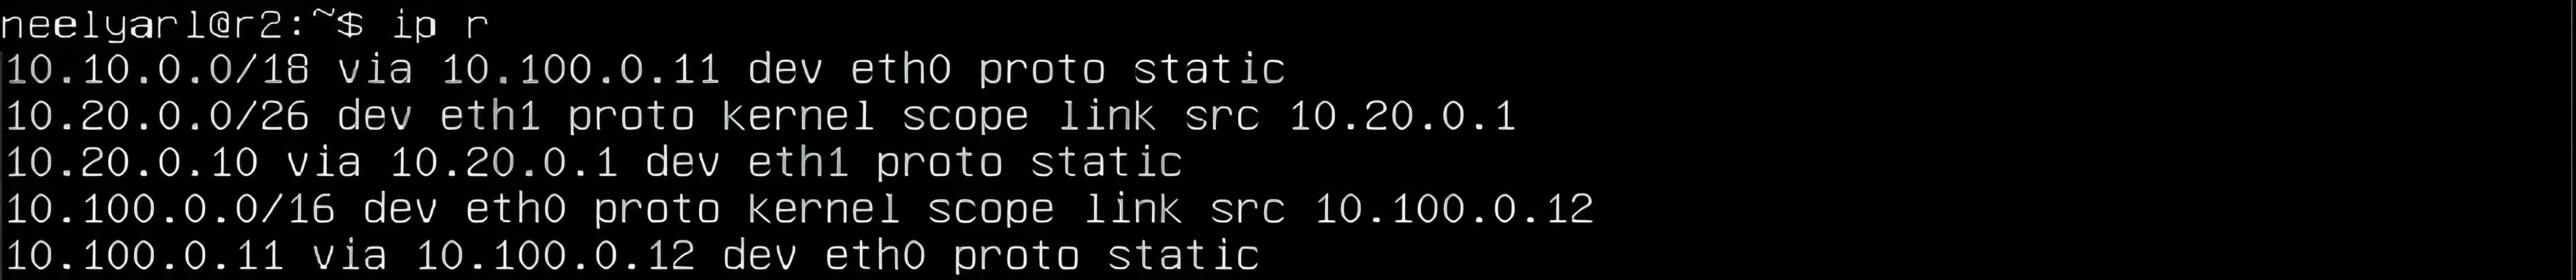 neelyarl@r2:~$ ip r
10.10.0.0/18 via 10.100.0.11 dev eth0 proto static
10.20.0.0/26 dev eth1 proto kernel scope link src 10.20.0.1
10.20.0.10 via 10.20.0.1 dev eth1 proto static
10.100.0.0/16 dev eth0 proto kernel scope link src 10.100.0.12
10.100.0.11 via 10.100.0.12 dev eth0 proto static